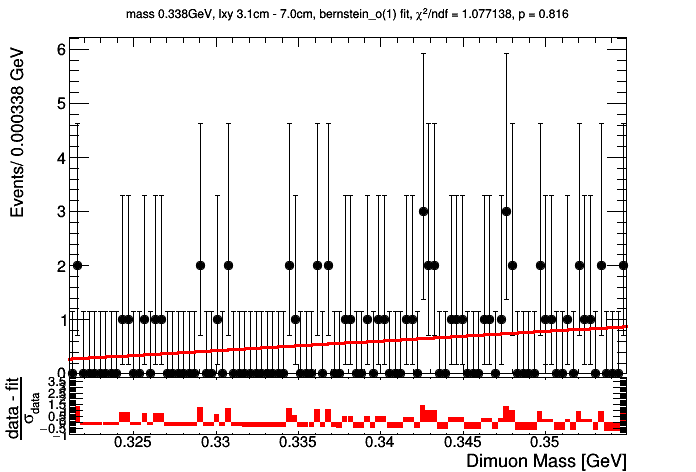 mass 0.338GeV, lxy 3.1cm - 7.0cm, bernstein_o(1) fit, χ²/ndf = 1.077138, p = 0.816
Events/ 0.000338 GeV
6
5
4
3
2
1
0
data - fit
σdata
3.5
0.325
0.33
0.335
0.34
0.345
0.35
Dimuon Mass [GeV]